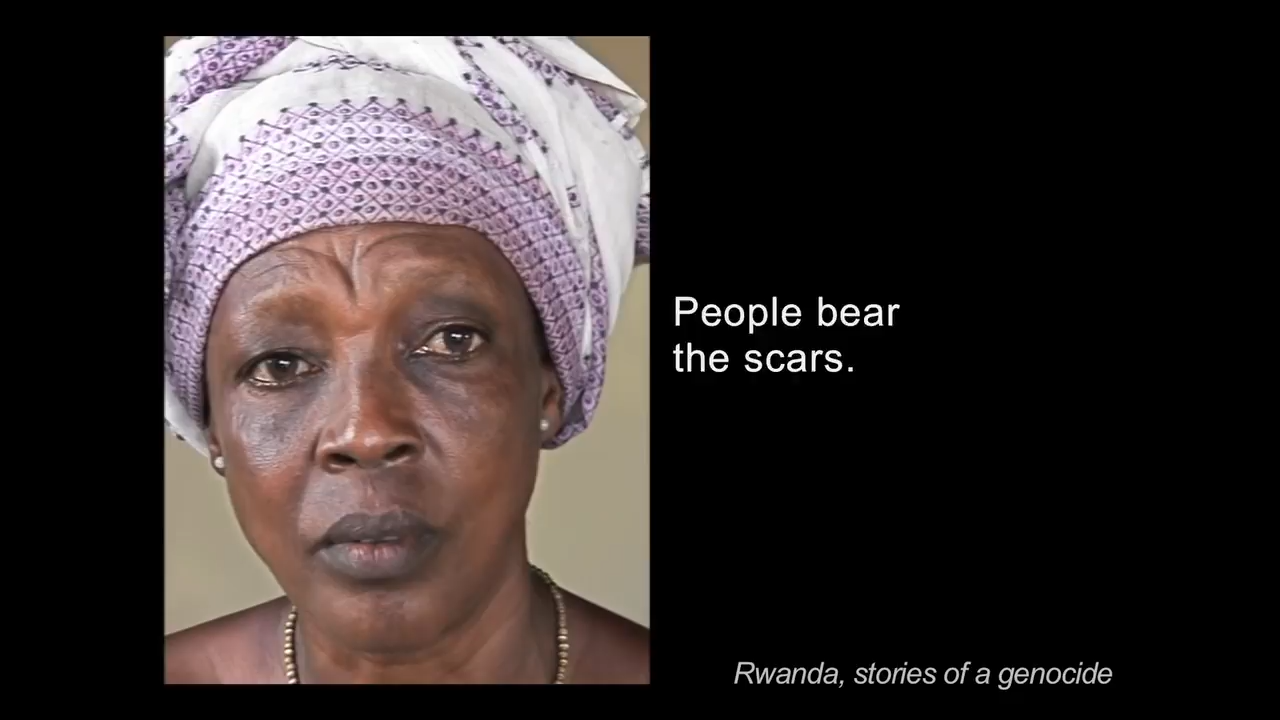 People bear
the scars.
Rwanda, stories of a genocide